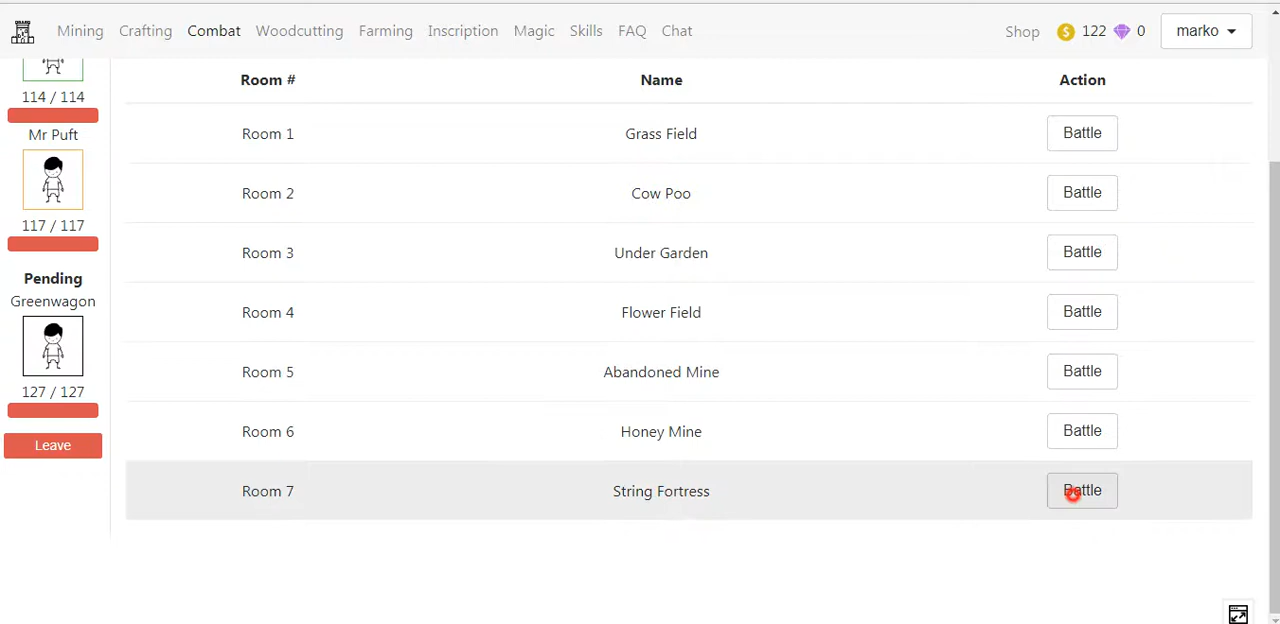 Mining Crafting Combat Woodcutting Farming Inscription Magic Skills FAQ Chat Shop 122 0 marko
114 / 114
Mr Puft
117 / 117
Pending
Greenwagon
127 / 127
Leave
Room # Name Action
Room 1 Grass Field Battle
Room 2 Cow Poo Battle
Room 3 Under Garden Battle
Room 4 Flower Field Battle
Room 5 Abandoned Mine Battle
Room 6 Honey Mine Battle
Room 7 String Fortress Battle